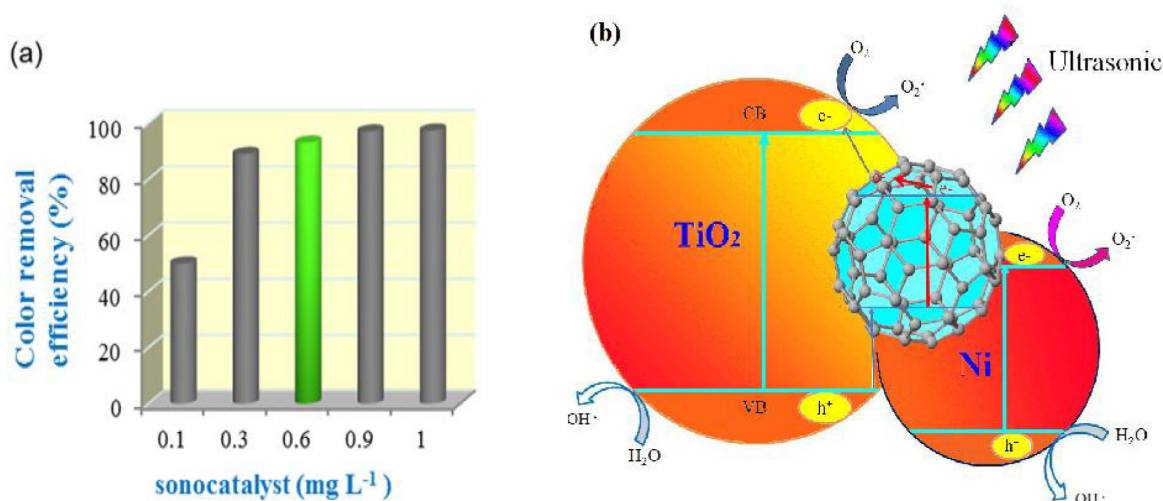 (a)
Color removal
efficiency (%)
100
80
60
40
20
0
0.1 0.3 0.6 0.9 1
sonocatalyst (mg L⁻¹)
(b)
Ultrasonic
O₂
O₂·
CB
e-
TiO₂
e-
VB
h⁺
OH·
H₂O
O₂
O₂·
e-
Ni
h⁺
H₂O
OH·